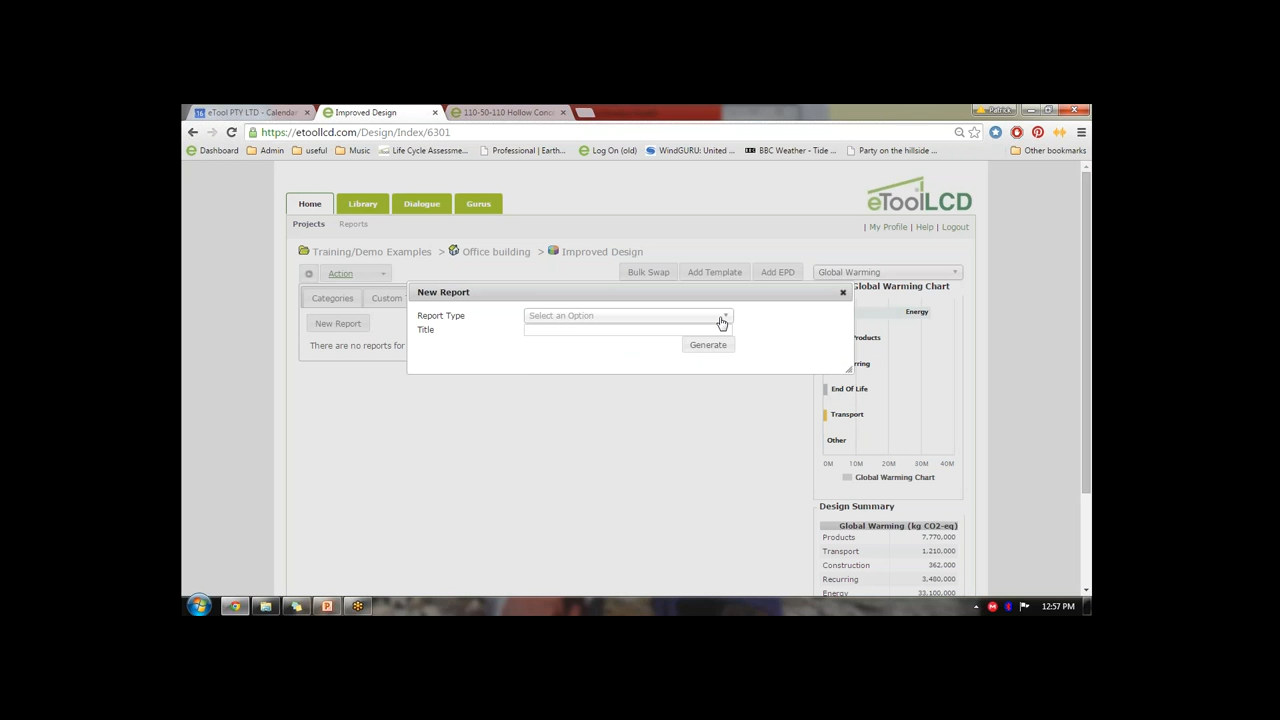 eTool PTY LTD - Calendar
Improved Design
110-50-110 Hollow Conc
Patrick
https://etoollcd.com/Design/Index/6301
Dashboard Admin useful Music Life Cycle Assessme... Professional | Earth... Log On (old) WindGURU: United ... BBC Weather - Tide ... Party on the hillside ... Other bookmarks
Home Library Dialogue Gurus
eToolLCD
Projects Reports
| My Profile | Help | Logout
Training/Demo Examples > Office building > Improved Design
Action
Bulk Swap Add Template Add EPD
Global Warming
New Report
Global Warming Chart
Categories Custom
Report Type Select an Option
Title
New Report
Generate
There are no reports for
Energy
Products
End Of Life
Transport
Other
0M 10M 20M 30M 40M
Global Warming Chart
Design Summary
Global Warming (kg CO2-eq)
Products 7,770,000
Transport 1,210,000
Construction 362,000
Recurring 3,480,000
Energy 33,100,000
12:57 PM